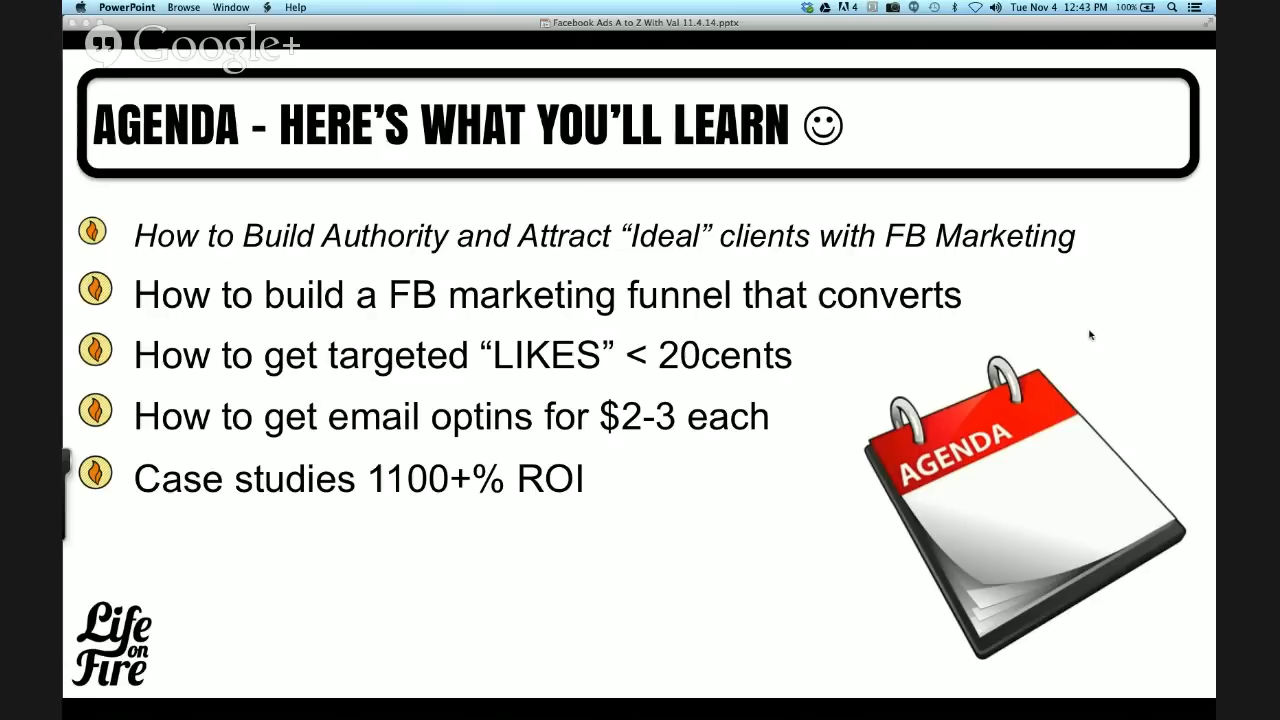 PowerPoint Browse Window Help 4 Tue Nov 4 12:43 PM 100%
Facebook Ads A to Z With Val 11.4.14.pptx
Google+
AGENDA - HERE’S WHAT YOU’LL LEARN ☺
How to Build Authority and Attract “Ideal” clients with FB Marketing
How to build a FB marketing funnel that converts
How to get targeted “LIKES” < 20cents
How to get email optins for $2-3 each
Case studies 1100+% ROI
AGENDA
Life
on
Fire